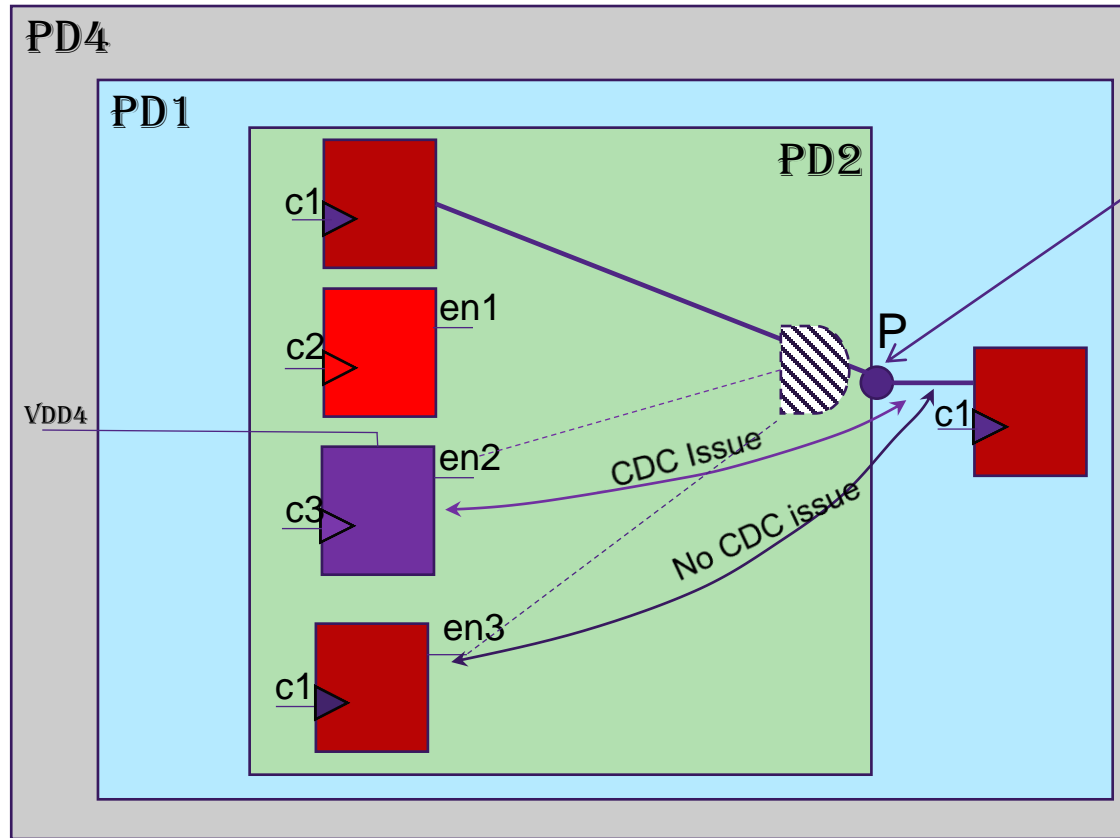 PD4
PD1
PD2
c1
en1
c2
P
VDD4
c1
en2
CDC Issue
c3
No CDC issue
en3
c1